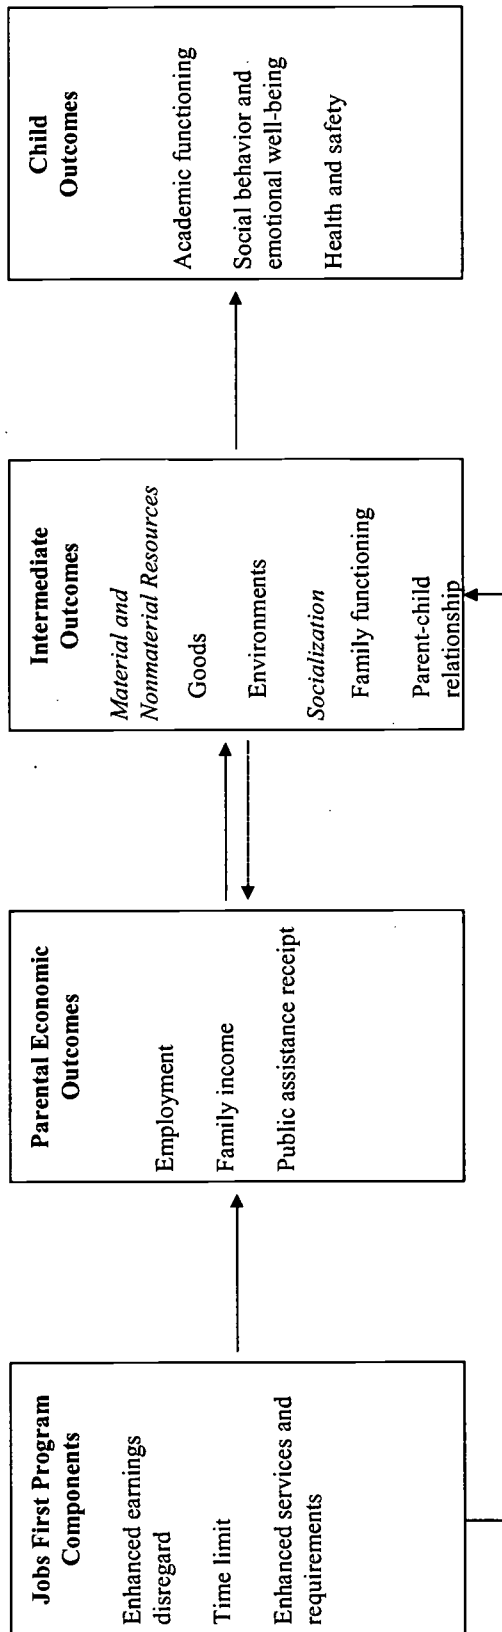 Jobs First Program
Components
Enhanced earnings
disregard
Time limit
Enhanced services and
requirements
Parental Economic
Outcomes
Employment
Family income
Public assistance receipt
Intermediate
Outcomes
Material and
Nonmaterial Resources
Goods
Environments
Socialization
Family functioning
Parent-child
relationship
Child
Outcomes
Academic functioning
Social behavior and
emotional well-being
Health and safety